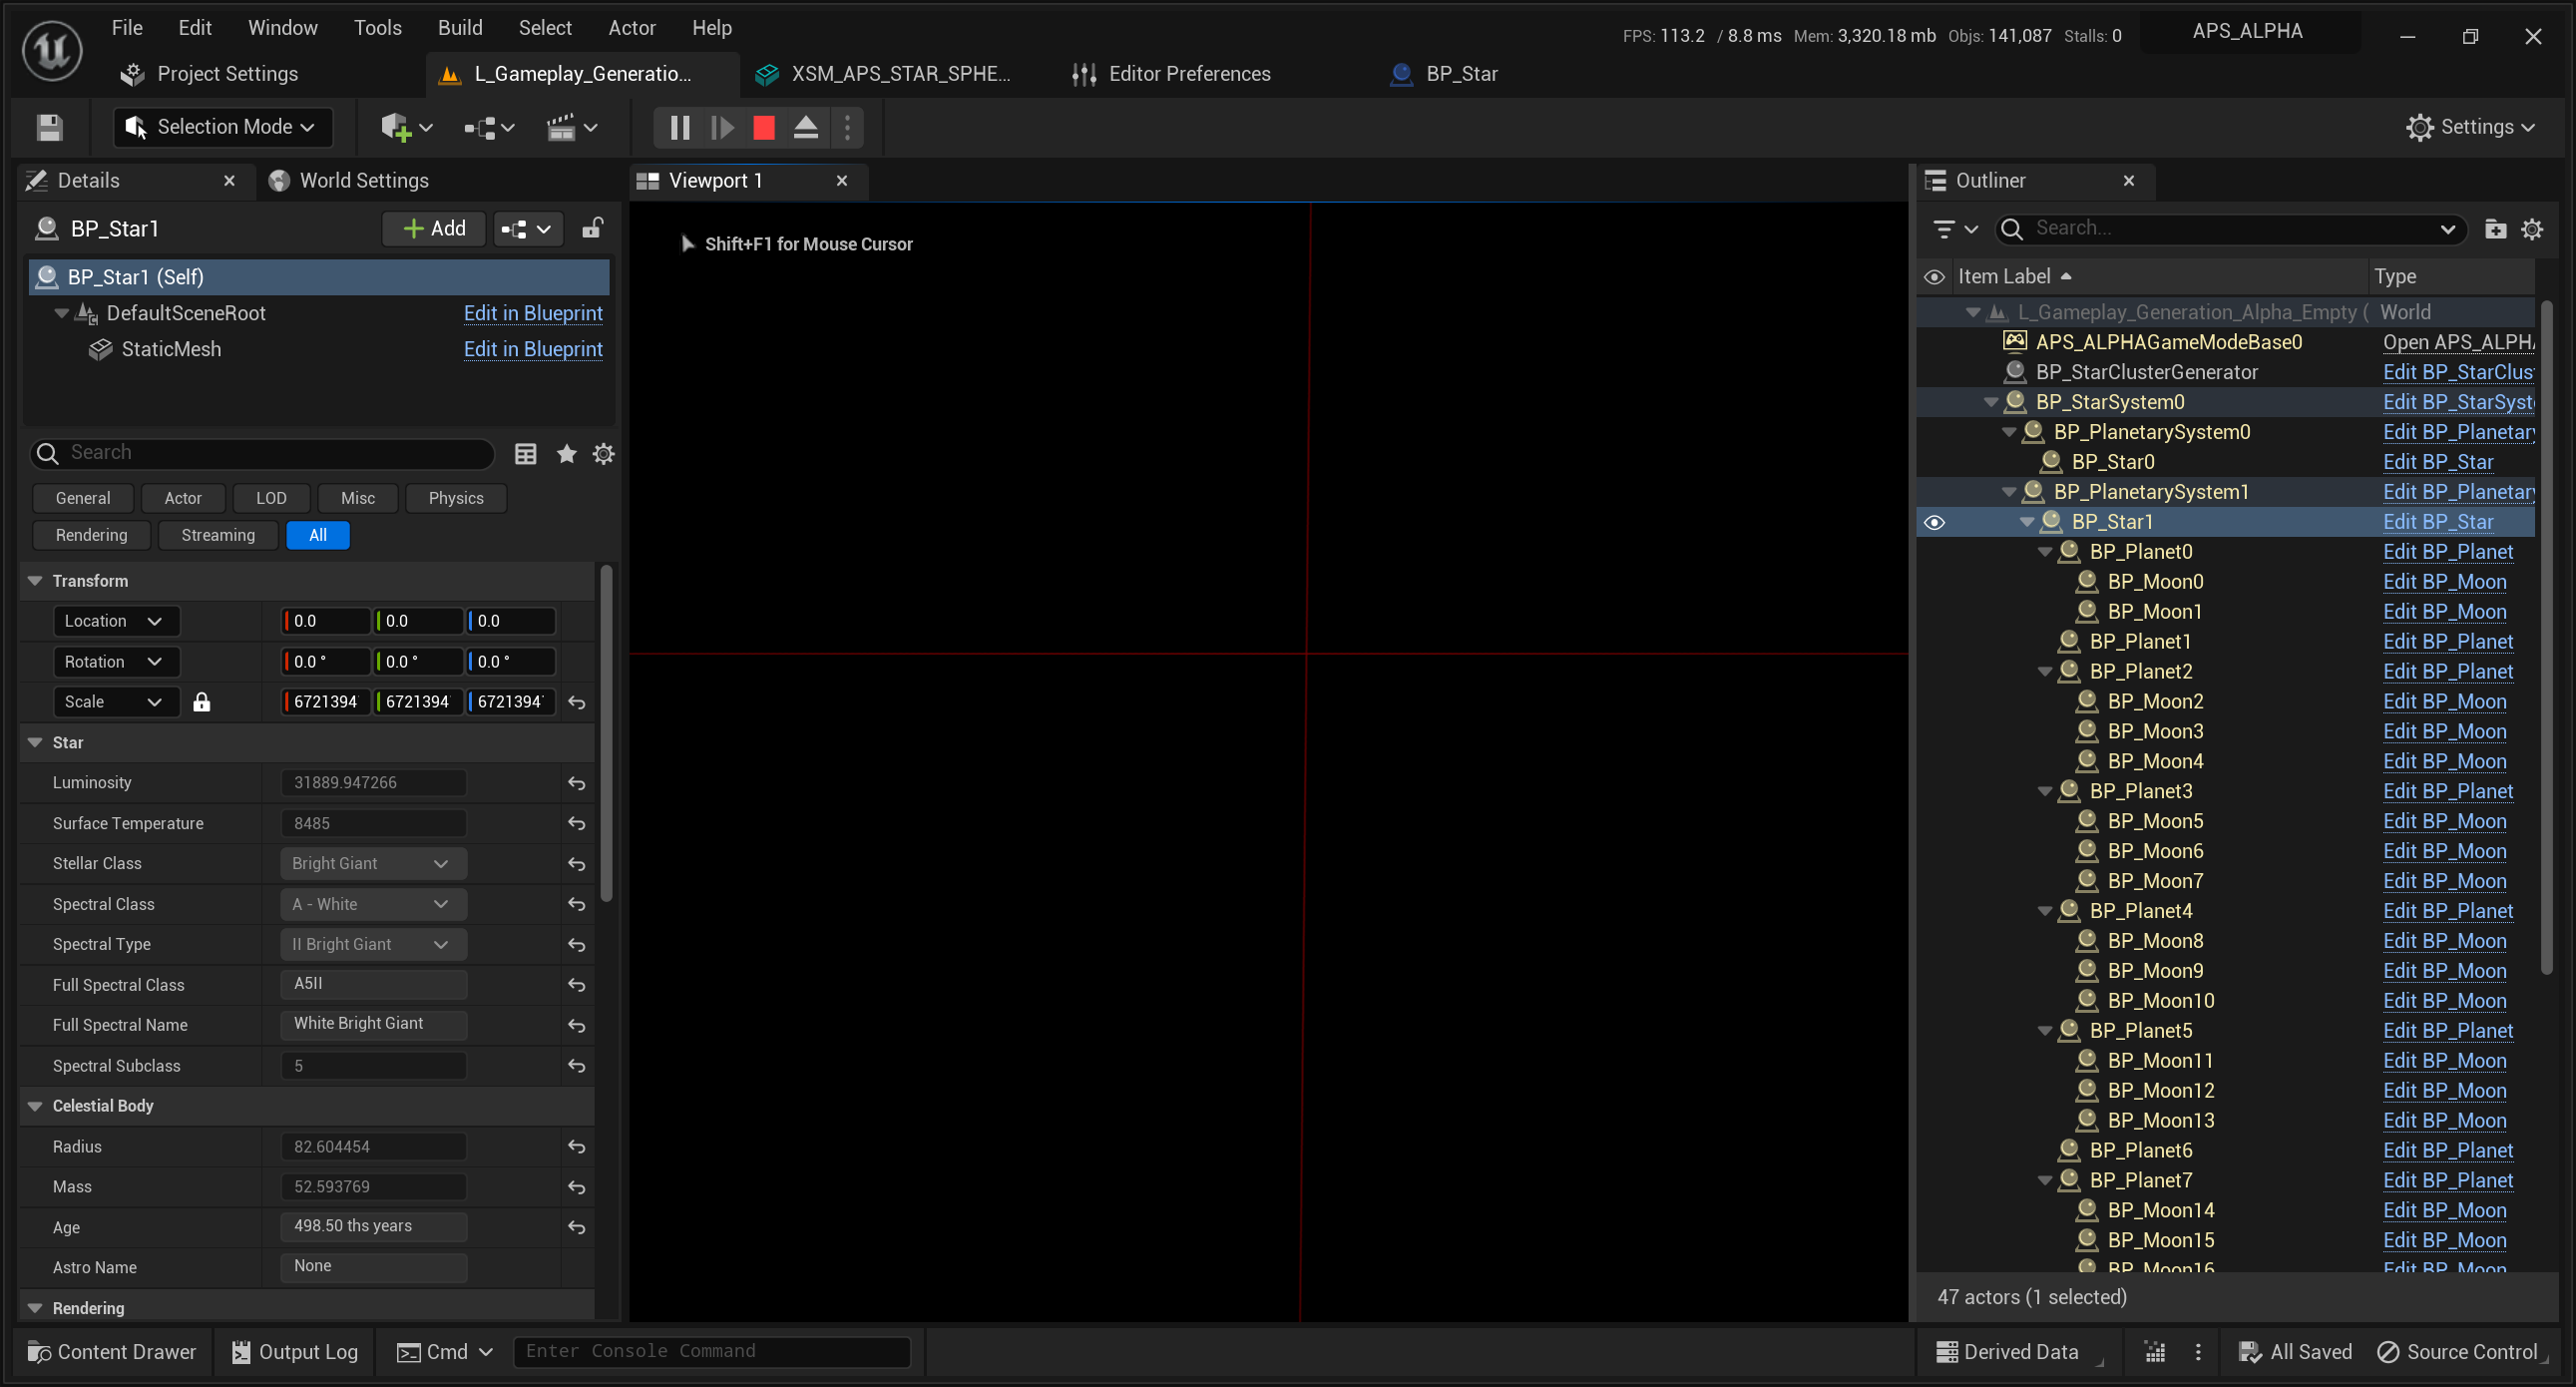 File Edit Window Tools Build Select Actor Help
FPS: 113.2 / 8.8 ms Mem: 3,320.18 mb Objs: 141,087 Stalls: 0
APS_ALPHA
Project Settings
L_Gameplay_Generatio...
XSM_APS_STAR_SPHE...
Editor Preferences
BP_Star
Selection Mode
Settings
Details
World Settings
BP_Star1
Add
BP_Star1 (Self)
DefaultSceneRoot Edit in Blueprint
StaticMesh Edit in Blueprint
Search
General Actor LOD Misc Physics
Rendering Streaming All
Transform
Location 0.0 0.0 0.0
Rotation 0.0 ° 0.0 ° 0.0 °
Scale 6721394 6721394 6721394
Star
Luminosity 31889.947266
Surface Temperature 8485
Stellar Class Bright Giant
Spectral Class A - White
Spectral Type II Bright Giant
Full Spectral Class A5II
Full Spectral Name White Bright Giant
Spectral Subclass 5
Celestial Body
Radius 82.604454
Mass 52.593769
Age 498.50 ths years
Astro Name None
Rendering
Viewport 1
Shift+F1 for Mouse Cursor
Outliner
Search...
Item Label Type
L_Gameplay_Generation_Alpha_Empty ( World
APS_ALPHAGameModeBase0 Open APS_ALPHA
BP_StarClusterGenerator Edit BP_StarClus
BP_StarSystem0 Edit BP_StarSyst
BP_PlanetarySystem0 Edit BP_Planetary
BP_Star0 Edit BP_Star
BP_PlanetarySystem1 Edit BP_Planetary
BP_Star1 Edit BP_Star
BP_Planet0 Edit BP_Planet
BP_Moon0 Edit BP_Moon
BP_Moon1 Edit BP_Moon
BP_Planet1 Edit BP_Planet
BP_Planet2 Edit BP_Planet
BP_Moon2 Edit BP_Moon
BP_Moon3 Edit BP_Moon
BP_Moon4 Edit BP_Moon
BP_Planet3 Edit BP_Planet
BP_Moon5 Edit BP_Moon
BP_Moon6 Edit BP_Moon
BP_Moon7 Edit BP_Moon
BP_Planet4 Edit BP_Planet
BP_Moon8 Edit BP_Moon
BP_Moon9 Edit BP_Moon
BP_Moon10 Edit BP_Moon
BP_Planet5 Edit BP_Planet
BP_Moon11 Edit BP_Moon
BP_Moon12 Edit BP_Moon
BP_Moon13 Edit BP_Moon
BP_Planet6 Edit BP_Planet
BP_Planet7 Edit BP_Planet
BP_Moon14 Edit BP_Moon
BP_Moon15 Edit BP_Moon
BP_Moon16 Edit BP_Moon
47 actors (1 selected)
Content Drawer
Output Log
Cmd
Enter Console Command
Derived Data
All Saved
Source Control